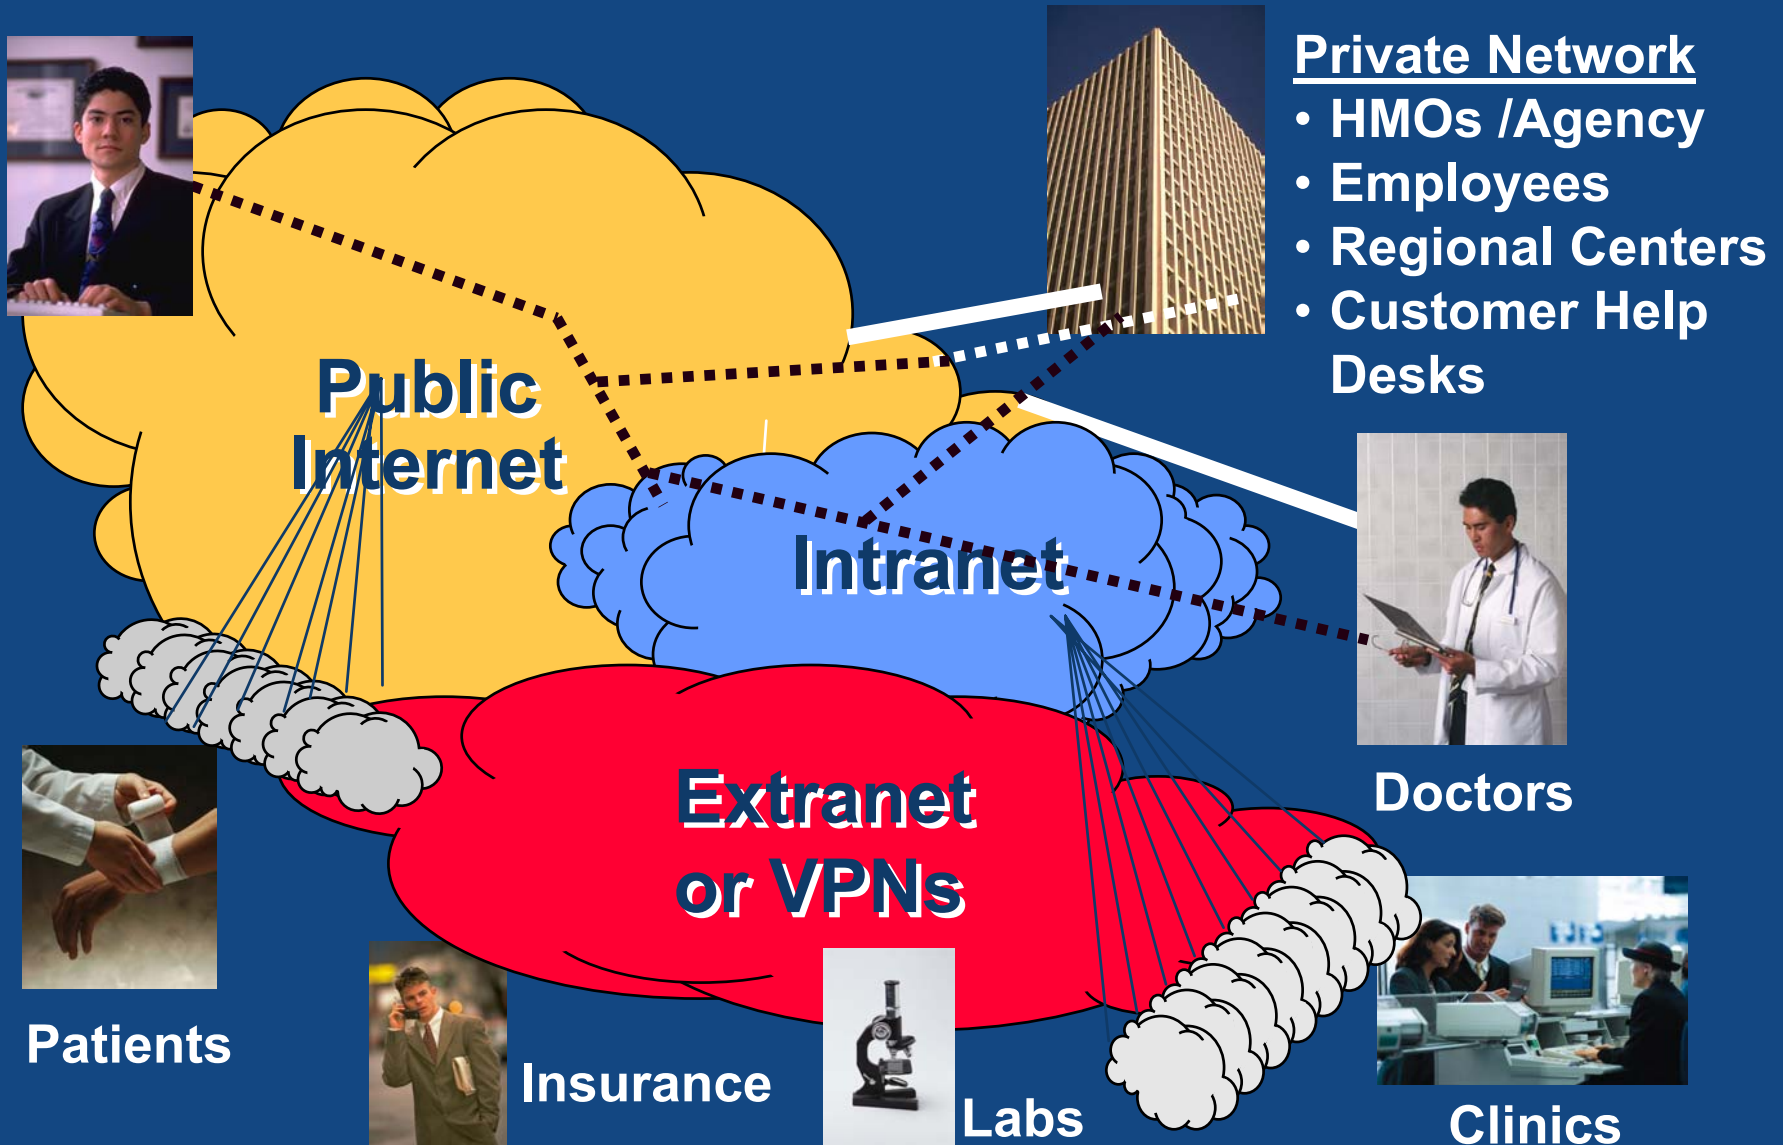 Private Network
• HMOs /Agency
• Employees
• Regional Centers
• Customer Help
Desks
Public
Internet
Intranet
Extranet
or VPNs
Doctors
Patients
Insurance
Labs
Clinics